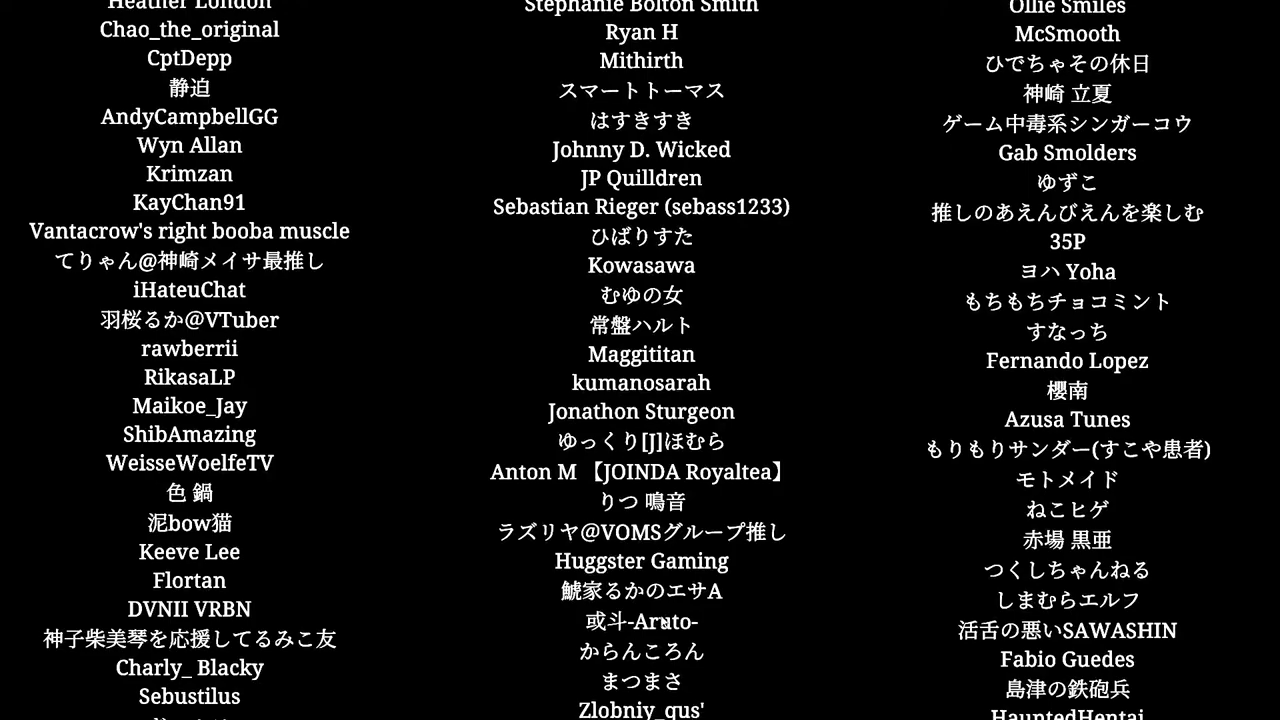 Heather London
Chao_the_original
CptDepp
静迫
AndyCampbellGG
Wyn Allan
Krimzan
KayChan91
Vantacrow's right booba muscle
てりゃん@神崎メイサ最推し
iHateuChat
羽桜るか@VTuber
rawberrii
RikasaLP
Maikoe_Jay
ShibAmazing
WeisseWoelfeTV
色 鍋
泥bow猫
Keeve Lee
Flortan
DVNII VRBN
神子柴美琴を応援してるみこ友
Charly_ Blacky
Sebustilus
Stephanie Bolton Smith
Ryan H
Mithirth
スマートトーマス
はすきすき
Johnny D. Wicked
JP Quilldren
Sebastian Rieger (sebass1233)
ひばりすた
Kowasawa
むゆの女
常盤ハルト
Maggititan
kumanosarah
Jonathon Sturgeon
ゆっくり[J]ほむら
Anton M 【JOINDA Royaltea】
りつ 鳴音
ラズリヤ@VOMSグループ推し
Huggster Gaming
鯱家るかのエサA
或斗-Aruto-
からんころん
まつまさ
Zlobniy_gus'
Ollie Smiles
McSmooth
ひでちゃその休日
神崎 立夏
ゲーム中毒系シンガーコウ
Gab Smolders
ゆずこ
推しのあえんびえんを楽しむ
35P
ヨハ Yoha
もちもちチョコミント
すなっち
Fernando Lopez
櫻南
Azusa Tunes
もりもりサンダー(すこや患者)
モトメイド
ねこヒゲ
赤場 黒亜
つくしちゃんねる
しまむらエルフ
活舌の悪いSAWASHIN
Fabio Guedes
島津の鉄砲兵
HauntedHentai